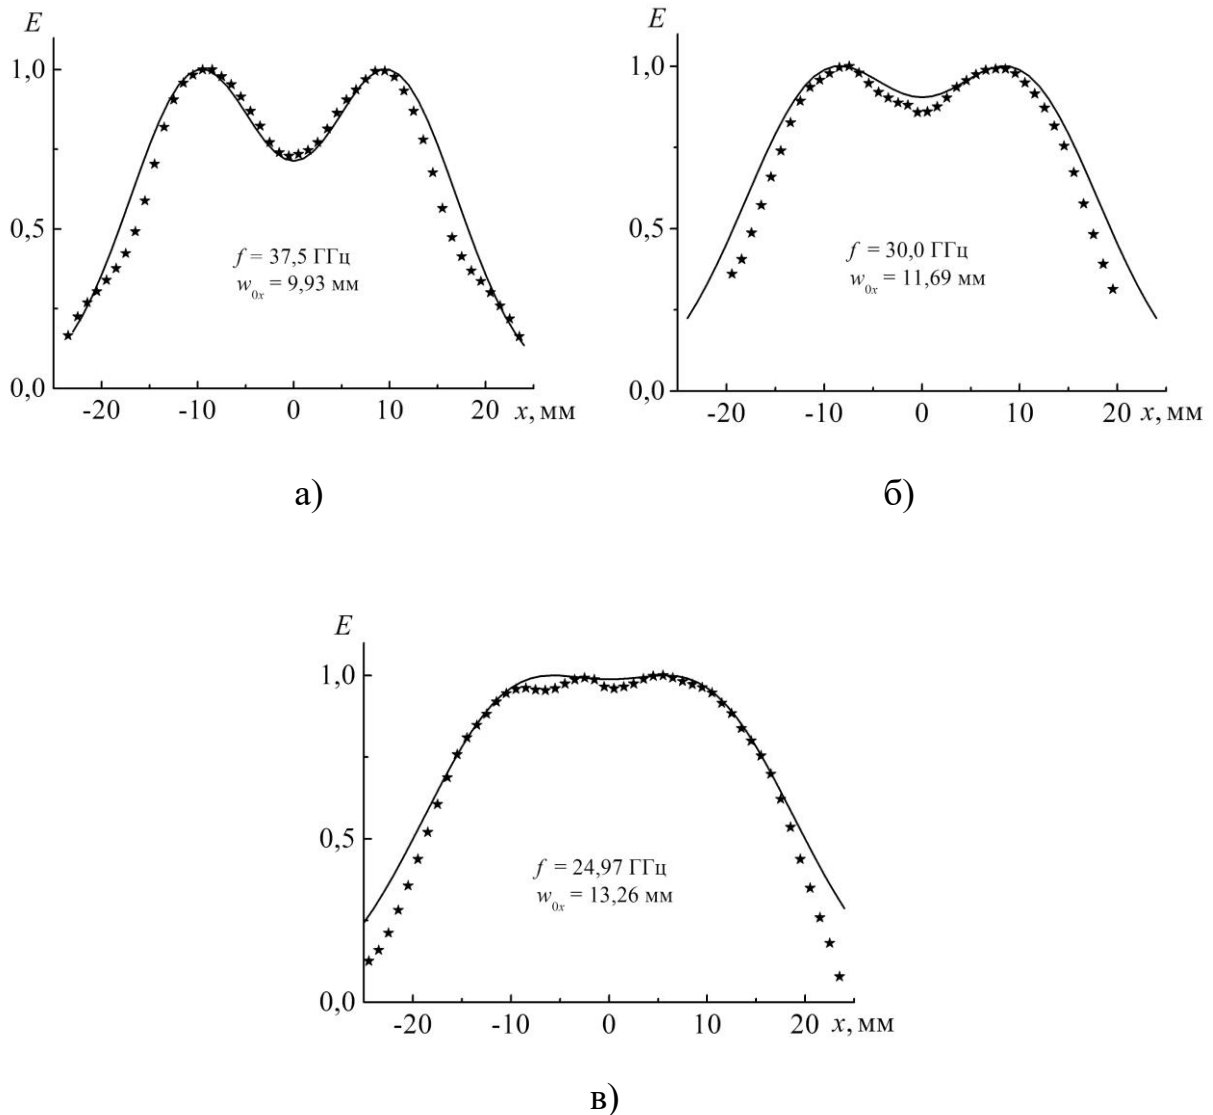 E
1,0
0,5
0,0
-20 -10 0 10 20 x, мм
f = 37,5 ГГц
w0x = 9,93 мм
а)
E
1,0
0,5
0,0
-20 -10 0 10 20 x, мм
f = 30,0 ГГц
w0x = 11,69 мм
б)
E
1,0
0,5
0,0
-20 -10 0 10 20 x, мм
f = 24,97 ГГц
w0x = 13,26 мм
в)